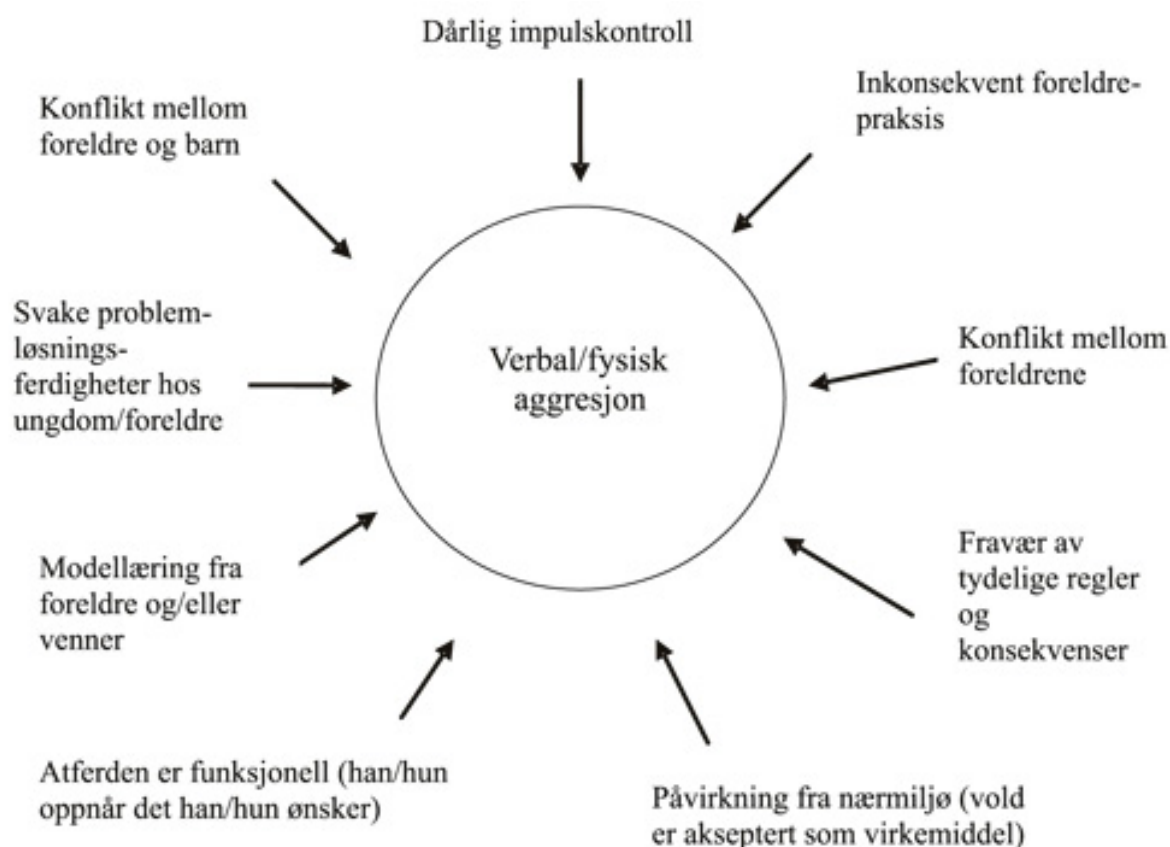 Dårlig impulskontroll
Konflikt mellom
foreldre og barn
Inkonsekvent foreldre-
praksis
Svake problem-
løsnings-
ferdigheter hos
ungdom/foreldre
Verbal/fysisk
aggresjon
Konflikt mellom
foreldrene
Modellæring fra
foreldre og/eller
venner
Fravær av
tydelige regler
og
konsekvenser
Atferden er funksjonell (han/hun
oppnår det han/hun ønsker)
Påvirkning fra nærmiljø (vold
er akseptert som virkemiddel)